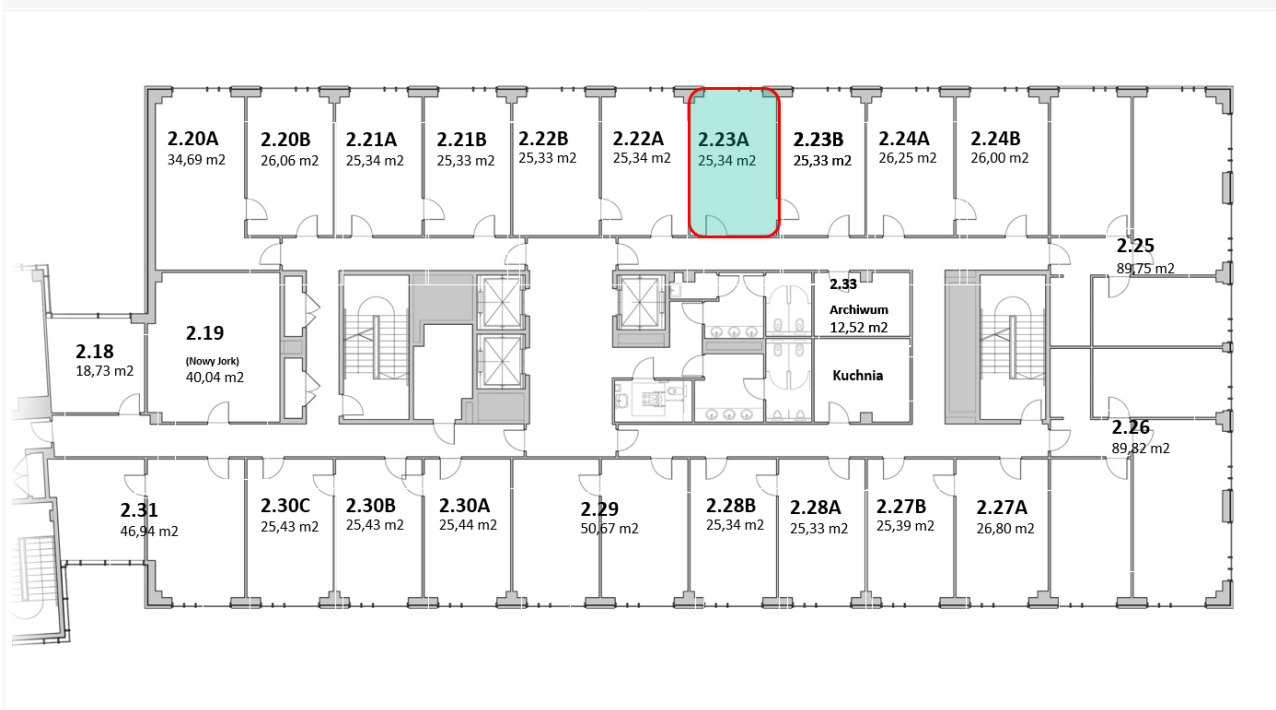 2.20A
34,69 m2
2.20B
26,06 m2
2.21A
25,34 m2
2.21B
25,33 m2
2.22B
25,33 m2
2.22A
25,34 m2
2.23A
25,34 m2
2.23B
25,33 m2
2.24A
26,25 m2
2.24B
26,00 m2
2.25
89,75 m2
2.33
Archiwum
12,52 m2
2.19
(Nowy Jork)
40,04 m2
2.18
18,73 m2
Kuchnia
2.26
89,82 m2
2.31
46,94 m2
2.30C
25,43 m2
2.30B
25,43 m2
2.30A
25,44 m2
2.29
50,67 m2
2.28B
25,34 m2
2.28A
25,33 m2
2.27B
25,39 m2
2.27A
26,80 m2